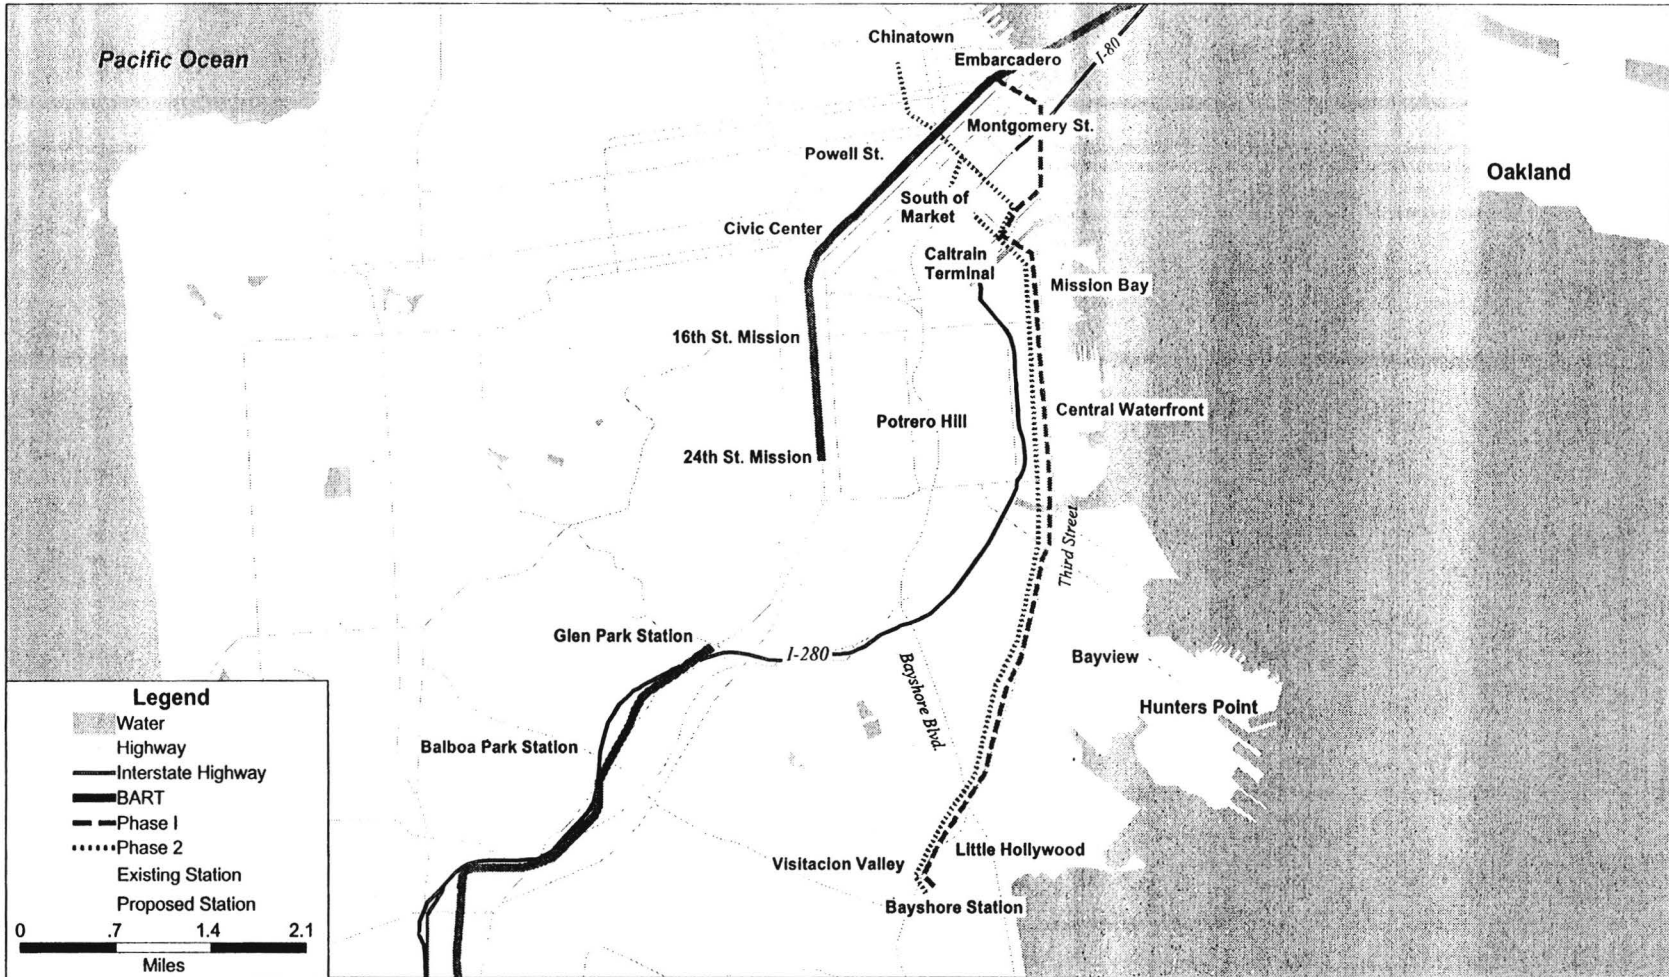 Pacific Ocean
Chinatown
Embarcadero
I-80
Montgomery St.
Powell St.
Oakland
South of
Market
Civic Center
Caltrain
Terminal
Mission Bay
16th St. Mission
Central Waterfront
Potrero Hill
24th St. Mission
Third Street
Glen Park Station
I-280
Bayview
Bayshore Blvd.
Hunters Point
Balboa Park Station
Little Hollywood
Visitacion Valley
Bayshore Station
Legend
Water
Highway
Interstate Highway
BART
Phase I
Phase 2
Existing Station
Proposed Station
0 .7 1.4 2.1
Miles